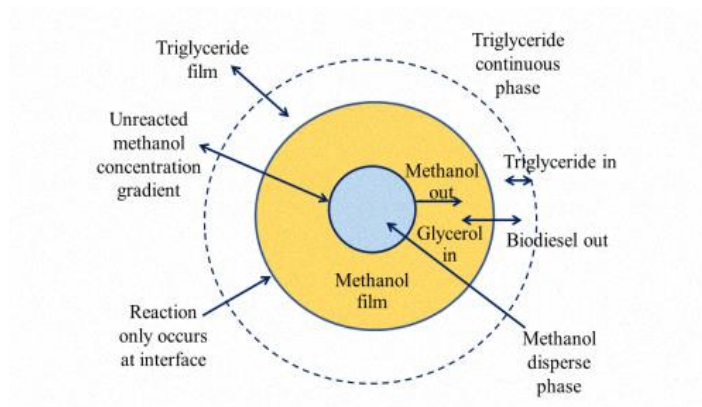 Triglyceride
film
Triglyceride
continuous
phase
Unreacted
methanol
concentration
gradient
Methanol
out
Triglyceride in
Glycerol
in
Biodiesel out
Methanol
film
Reaction
only occurs
at interface
Methanol
disperse
phase